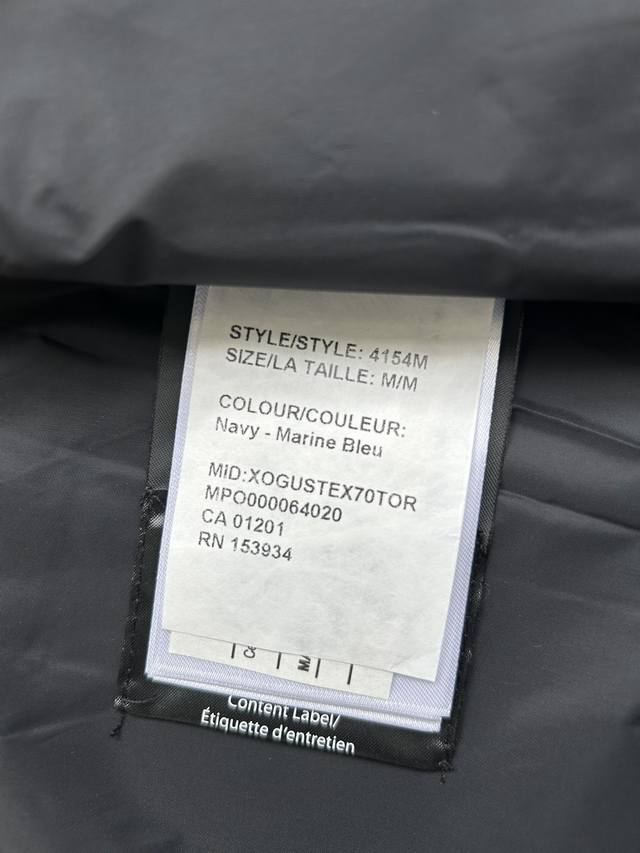 STYLE/STYLE: 4154M
SIZE/LA TAILLE: M/M
COLOUR/COULEUR:
Navy - Marine Bleu
MID:XOGUSTEX70TOR
MPO000064020
CA 01201
RN 153934
Content Label/
Étiquette d'entretien